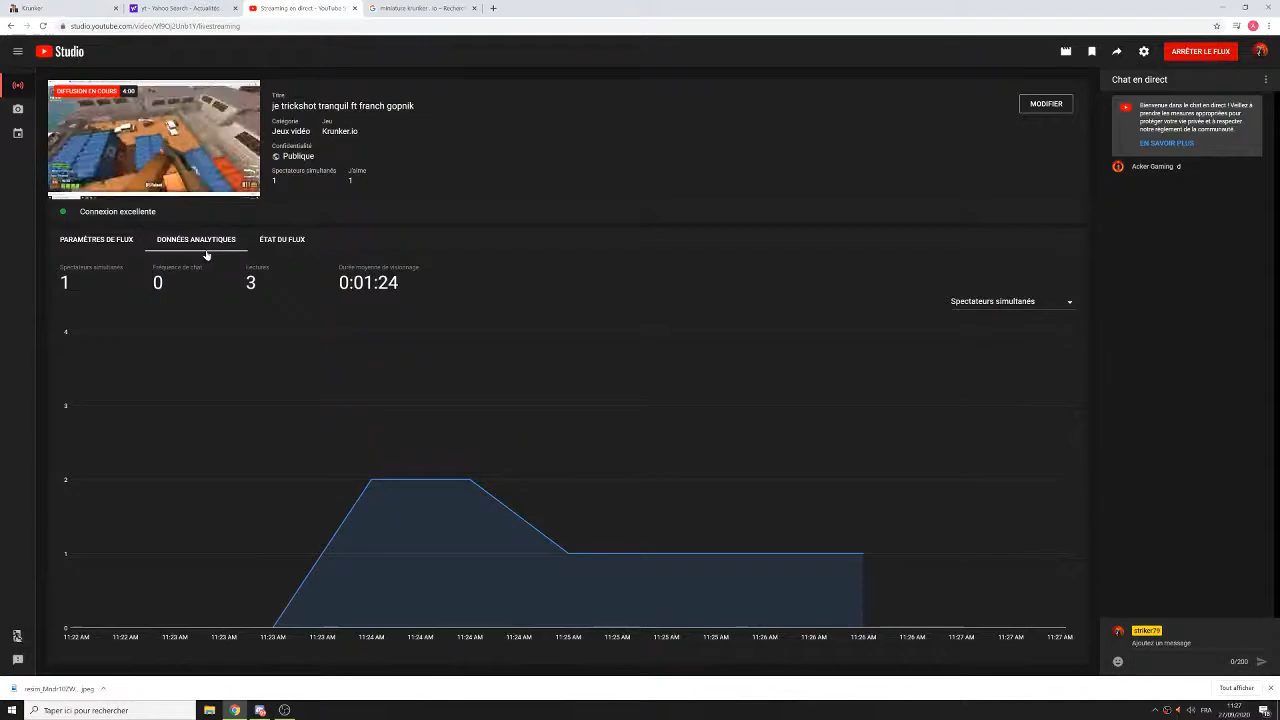 Krunker
yt - Yahoo Search - Actualités
Streaming en direct - YouTube S
miniature krunker . io – Recherc
studio.youtube.com/video/Vf9Oj2Unb1Y/livestreaming
Studio
ARRÊTER LE FLUX
DIFFUSION EN COURS 4:00
Titre
je trickshot tranquil ft franch gopnik
MODIFIER
Catégorie Jeu
Jeux vidéo Krunker.io
Confidentialité
Publique
Spectateurs simultanés J'aime
1 1
Connexion excellente
PARAMÈTRES DE FLUX DONNÉES ANALYTIQUES ÉTAT DU FLUX
Spectateurs simultanés Fréquence de chat Lectures Durée moyenne de visionnage
1 0 3 0:01:24
Spectateurs simultanés
4
3
2
1
0
11:22 AM 11:22 AM 11:23 AM 11:23 AM 11:23 AM 11:23 AM 11:24 AM 11:24 AM 11:24 AM 11:24 AM 11:25 AM 11:25 AM 11:25 AM 11:25 AM 11:26 AM 11:26 AM 11:26 AM 11:26 AM 11:27 AM 11:27 AM 11:27 AM
Chat en direct
Bienvenue dans le chat en direct ! Veillez à
prendre les mesures appropriées pour
protéger votre vie privée et à respecter
notre règlement de la communauté.
EN SAVOIR PLUS
Acker Gaming d
striker79
Ajoutez un message
0/200
resim_Mndr10ZW....jpeg
Tout afficher
Taper ici pour rechercher
FRA
11:27
27/09/2020